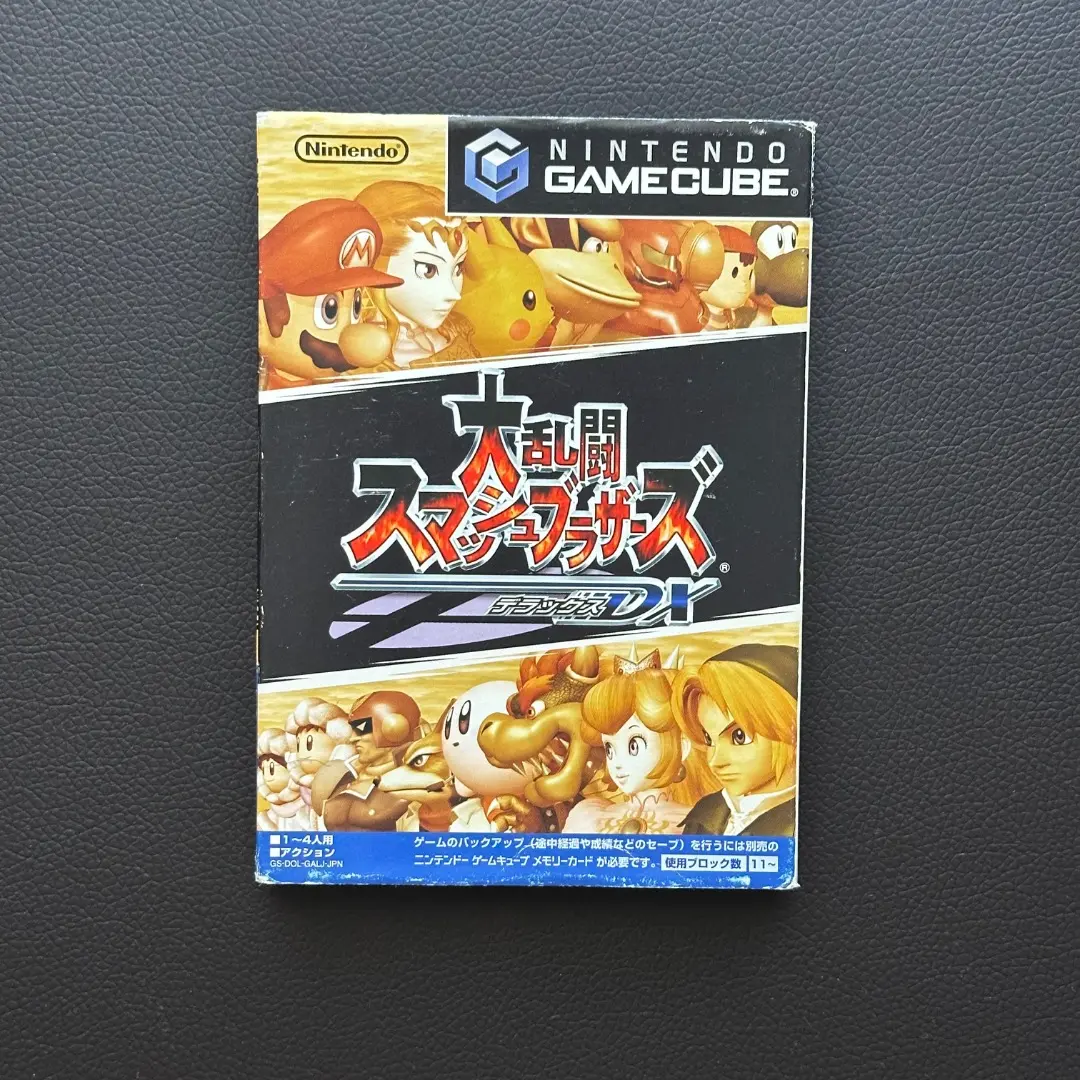 Nintendo
NINTENDO
GAMECUBE®
M
大乱闘
スマッシュブラザーズ®
デラックスDX
■1～4人用
■アクション
GS-DOL-GALJ-JPN
ゲームのバックアップ（途中経過や成績などのセーブ）を行うには別売の
ニンテンドー ゲームキューブ メモリーカード が必要です。 使用ブロック数 11～